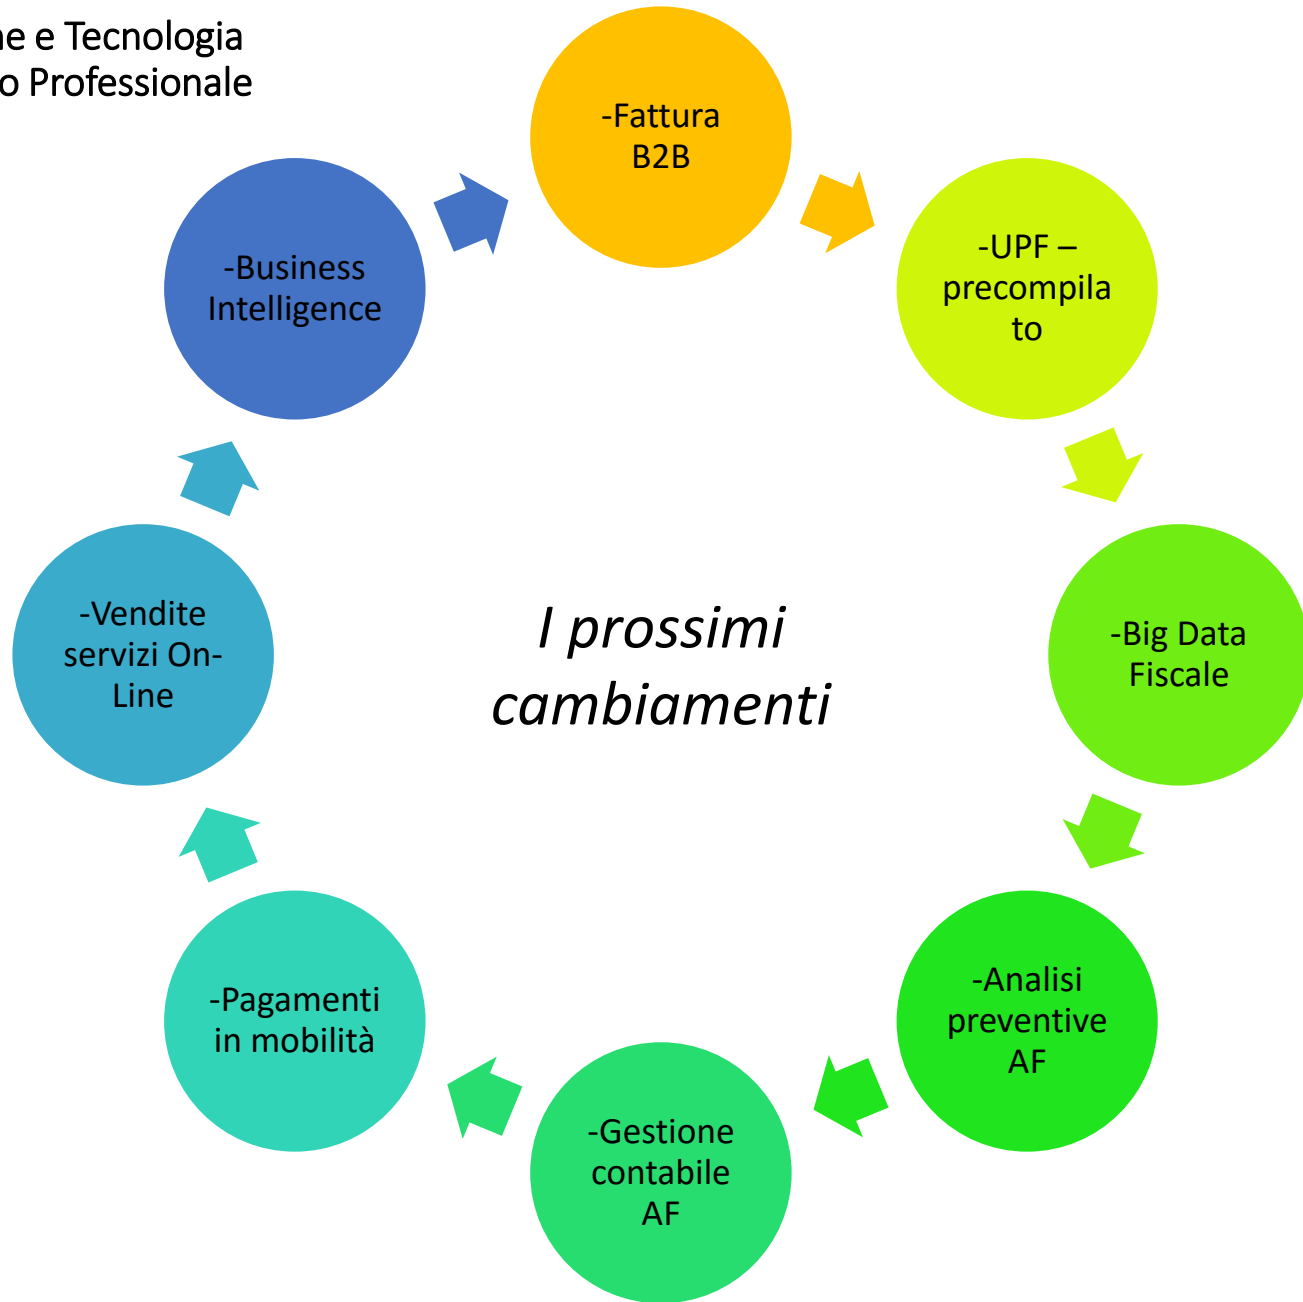 e e Tecnologia
o Professionale
-Fattura
B2B
-UPF –
precompila
to
-Big Data
Fiscale
-Analisi
preventive
AF
-Gestione
contabile
AF
-Pagamenti
in mobilità
-Vendite
servizi On-
Line
-Business
Intelligence
I prossimi
cambiamenti